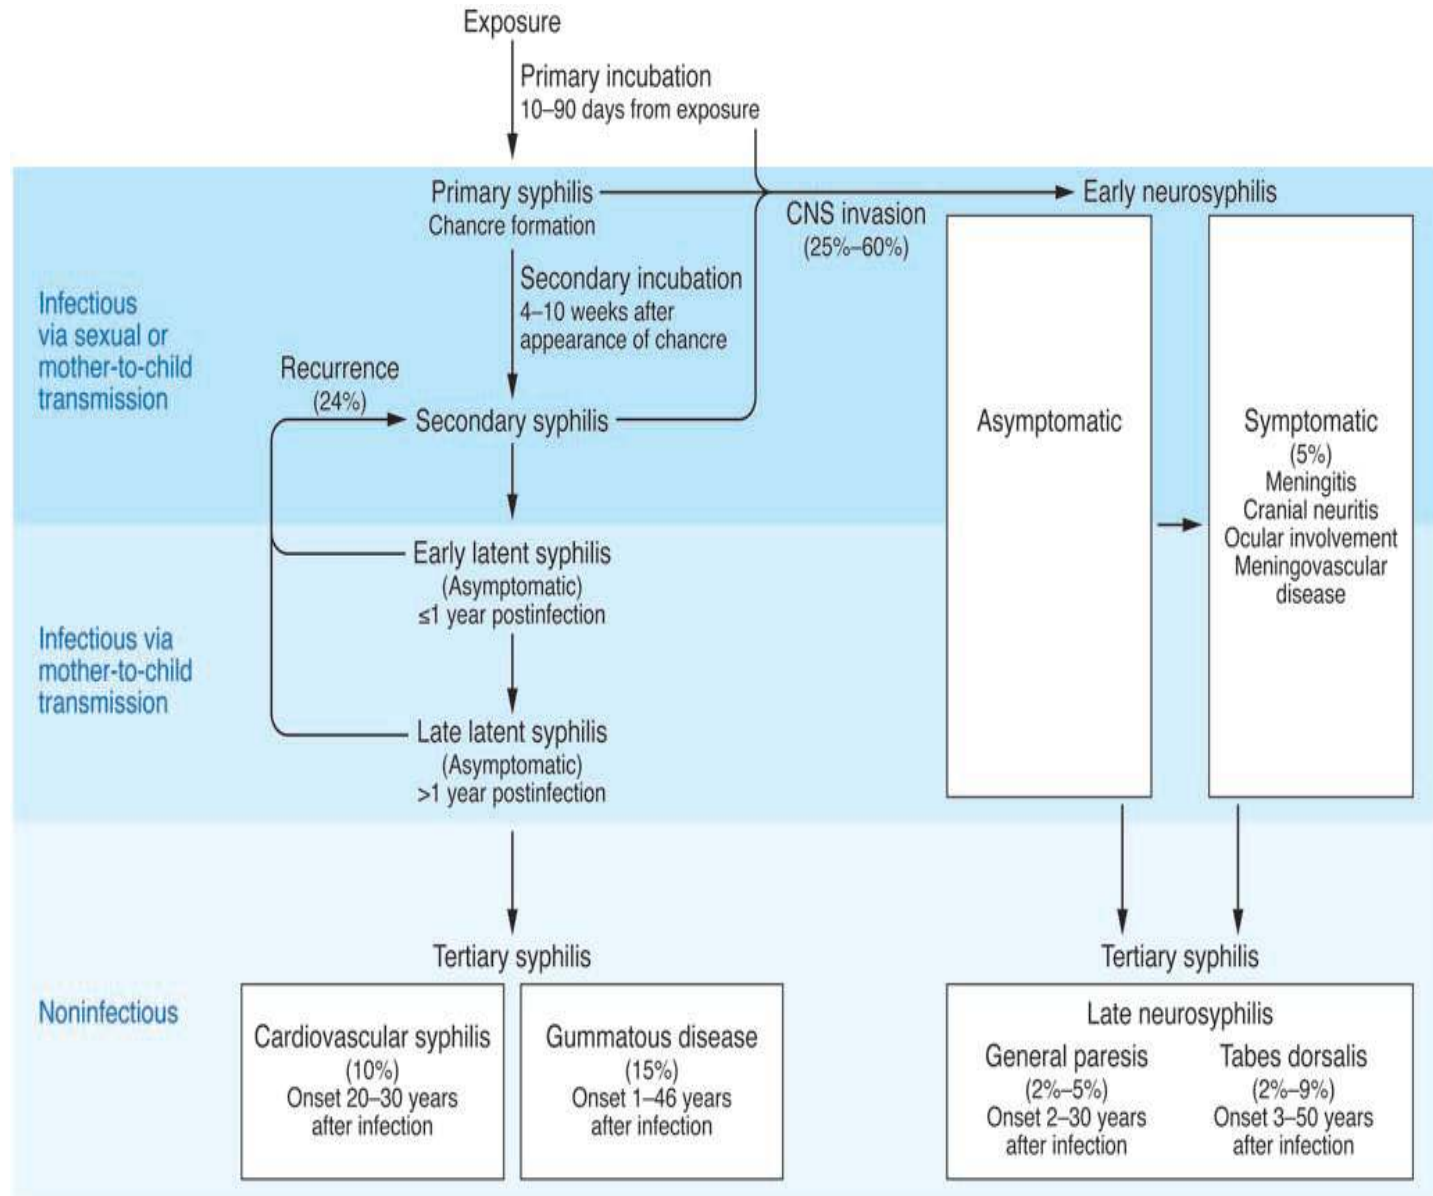 Exposure
Primary incubation
10–90 days from exposure
Primary syphilis
Chancre formation
CNS invasion
(25%–60%)
Early neurosyphilis
Secondary incubation
4–10 weeks after
appearance of chancre
Infectious
via sexual or
mother-to-child
transmission
Recurrence
(24%)
Secondary syphilis
Asymptomatic
Symptomatic
(5%)
Meningitis
Cranial neuritis
Ocular involvement
Meningovascular
disease
Early latent syphilis
(Asymptomatic)
≤1 year postinfection
Infectious via
mother-to-child
transmission
Late latent syphilis
(Asymptomatic)
>1 year postinfection
Tertiary syphilis
Tertiary syphilis
Noninfectious
Cardiovascular syphilis
(10%)
Onset 20–30 years
after infection
Gummatous disease
(15%)
Onset 1–46 years
after infection
Late neurosyphilis
General paresis
(2%–5%)
Onset 2–30 years
after infection
Tabes dorsalis
(2%–9%)
Onset 3–50 years
after infection